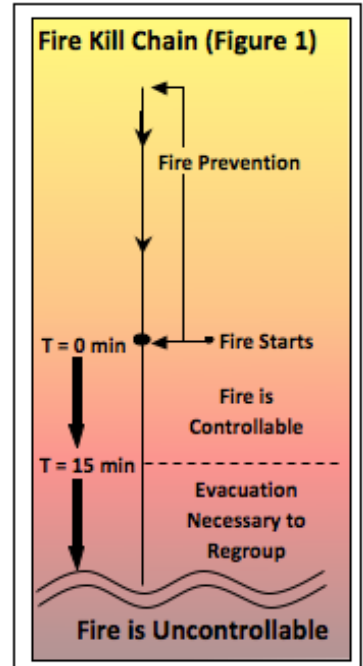 Fire Kill Chain (Figure 1)
Fire Prevention
T = 0 min
Fire Starts
Fire is
Controllable
T = 15 min
Evacuation
Necessary to
Regroup
Fire is Uncontrollable